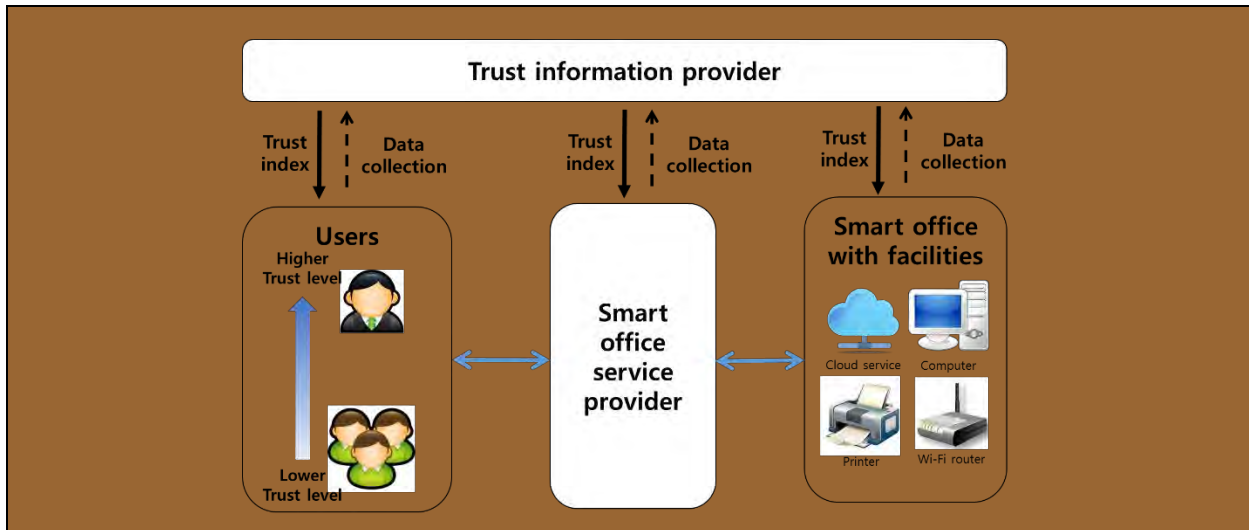 Trust information provider
Trust
index
Data
collection
Trust
index
Data
collection
Trust
index
Data
collection
Users
Higher
Trust level
Lower
Trust level
Smart
office
service
provider
Smart office
with facilities
Cloud service
Computer
Printer
Wi-Fi router